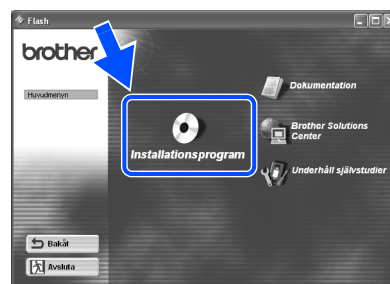 Flash
brother
Huvudmenyn
Installationsprogram
Dokumentation
Brother Solutions
Center
Underhåll självstudier
Bakåt
Avsluta